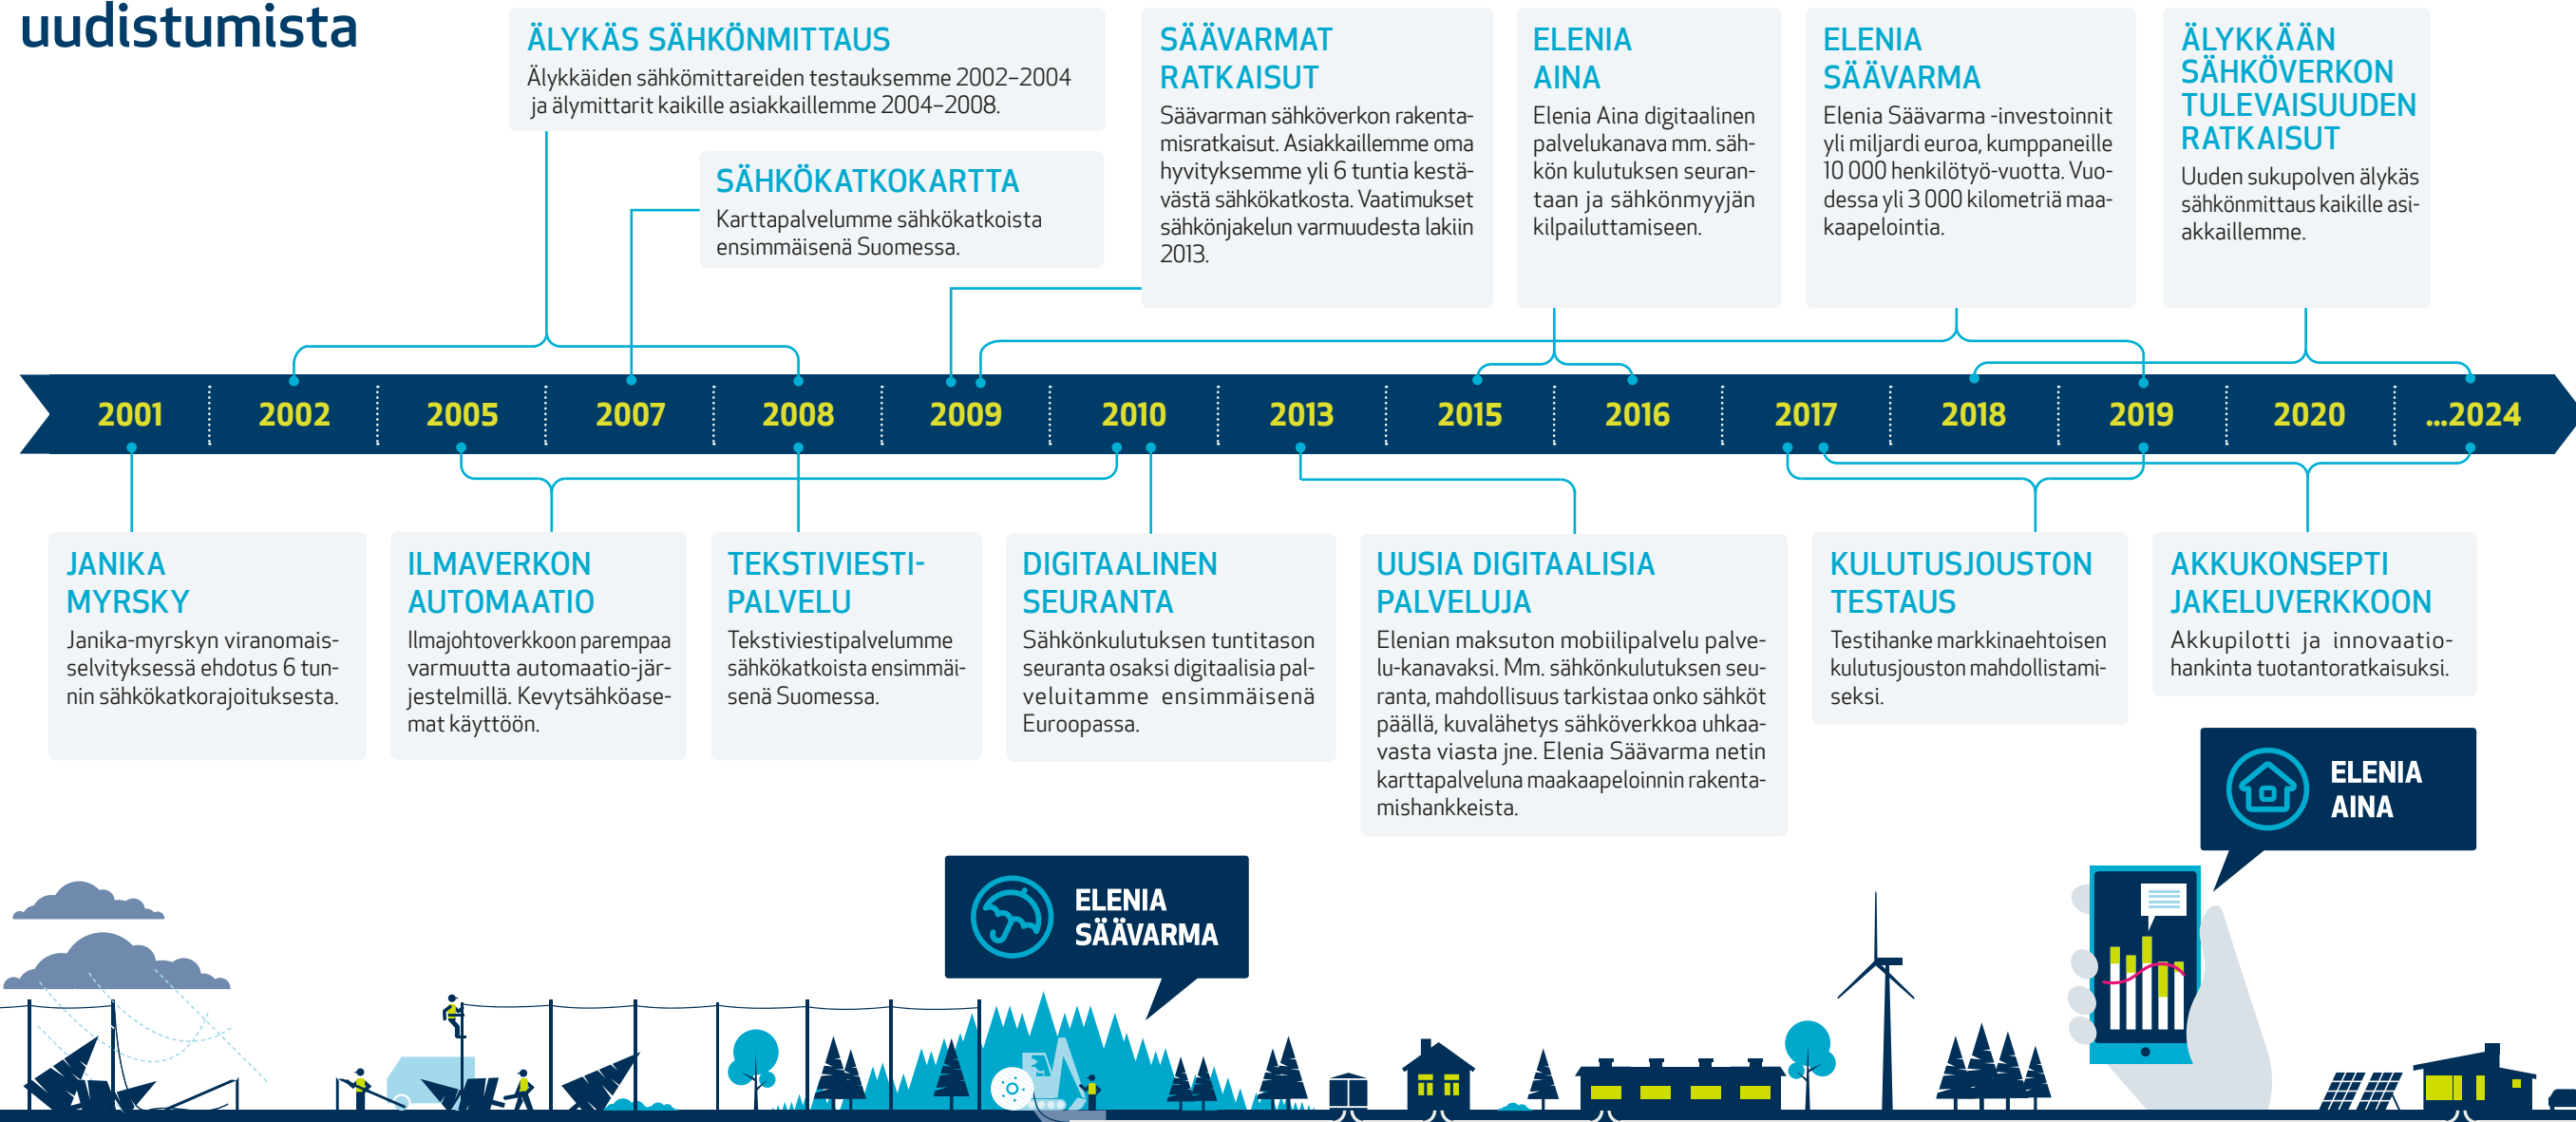 uudistumista
ÄLYKÄS SÄHKÖNMITTAUS
Älykkäiden sähkömittareiden testauksemme 2002–2004
ja älymittarit kaikille asiakkaillemme 2004–2008.
SÄHKÖKATKOKARTTA
Karttapalvelumme sähkökatkoista
ensimmäisenä Suomessa.
SÄÄVARMAT
RATKAISUT
Säävarman sähköverkon rakenta-
misratkaisut. Asiakkaillemme oma
hyvityksemme yli 6 tuntia kestä-
västä sähkökatkosta. Vaatimukset
sähkönjakelun varmuudesta lakiin
2013.
ELENIA
AINA
Elenia Aina digitaalinen
palvelukanava mm. säh-
kön kulutuksen seuran-
taan ja sähkönmyyjän
kilpailuttamiseen.
ELENIA
SÄÄVARMA
Elenia Säävarma -investoinnit
yli miljardi euroa, kumppaneille
10 000 henkilötyö-vuotta. Vuo-
dessa yli 3 000 kilometriä maa-
kaapelointia.
ÄLYKKÄÄN
SÄHKÖVERKON
TULEVAISUUDEN
RATKAISUT
Uuden sukupolven älykäs
sähkönmittaus kaikille asi-
akkaillemme.
2001
2002
2005
2007
2008
2009
2010
2013
2015
2016
2017
2018
2019
2020
...2024
JANIKA
MYRSKY
Janika-myrskyn viranomais-
selvityksessä ehdotus 6 tun-
nin sähkökatkorajoituksesta.
ILMAVERKON
AUTOMAATIO
Ilmajohtoverkkoon parempaa
varmuutta automaatio-jär-
jestelmillä. Kevytsähköase-
mat käyttöön.
TEKSTIVIESTI-
PALVELU
Tekstiviestipalvelumme
sähkökatkoista ensimmäi-
senä Suomessa.
DIGITAALINEN
SEURANTA
Sähkönkulutuksen tuntitason
seuranta osaksi digitaalisia pal-
veluitamme ensimmäisenä
Euroopassa.
UUSIA DIGITAALISIA
PALVELUJA
Elenian maksuton mobiilipalvelu palve-
lu-kanavaksi. Mm. sähkönkulutuksen seu-
ranta, mahdollisuus tarkistaa onko sähköt
päällä, kuvalähetys sähköverkkoa uhkaa-
vasta viasta jne. Elenia Säävarma netin
karttapalveluna maakaapeloinnin rakenta-
mishankkeista.
KULUTUSJOUSTON
TESTAUS
Testihanke markkinaehtoisen
kulutusjouston mahdollistami-
seksi.
AKKUKONSEPTI
JAKELUVERKKOON
Akkupilotti ja innovaatio-
hankinta tuotantoratkaisuksi.
ELENIA
AINA
ELENIA
SÄÄVARMA